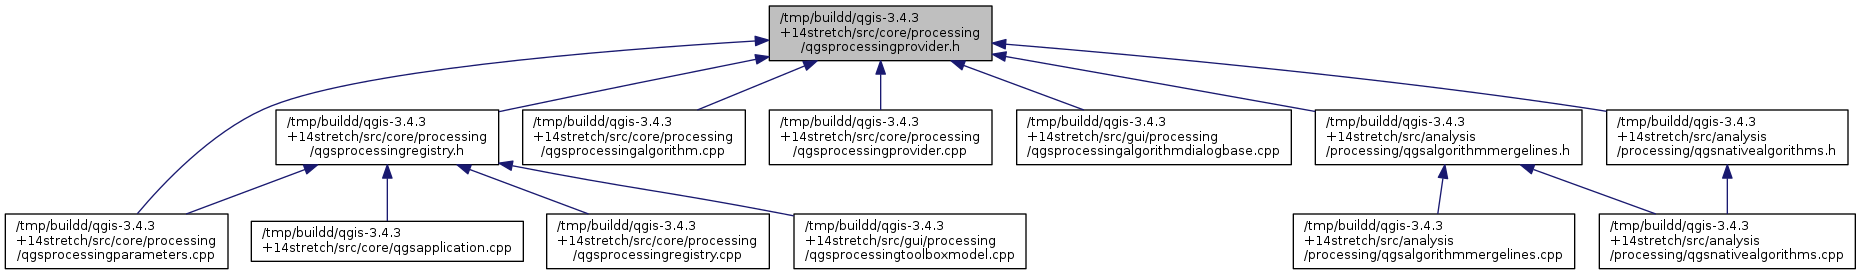 /tmp/buildd/qgis-3.4.3
+14stretch/src/core/processing
/qgsprocessingprovider.h
/tmp/buildd/qgis-3.4.3
+14stretch/src/core/processing
/qgsprocessingregistry.h
/tmp/buildd/qgis-3.4.3
+14stretch/src/core/processing
/qgsprocessingalgorithm.cpp
/tmp/buildd/qgis-3.4.3
+14stretch/src/core/processing
/qgsprocessingprovider.cpp
/tmp/buildd/qgis-3.4.3
+14stretch/src/gui/processing
/qgsprocessingalgorithmdialogbase.cpp
/tmp/buildd/qgis-3.4.3
+14stretch/src/analysis
/processing/qgsalgorithmmergelines.h
/tmp/buildd/qgis-3.4.3
+14stretch/src/analysis
/processing/qgsnativealgorithms.h
/tmp/buildd/qgis-3.4.3
+14stretch/src/core/processing
/qgsprocessingparameters.cpp
/tmp/buildd/qgis-3.4.3
+14stretch/src/core/qgsapplication.cpp
/tmp/buildd/qgis-3.4.3
+14stretch/src/core/processing
/qgsprocessingregistry.cpp
/tmp/buildd/qgis-3.4.3
+14stretch/src/gui/processing
/qgsprocessingtoolboxmodel.cpp
/tmp/buildd/qgis-3.4.3
+14stretch/src/analysis
/processing/qgsalgorithmmergelines.cpp
/tmp/buildd/qgis-3.4.3
+14stretch/src/analysis
/processing/qgsnativealgorithms.cpp